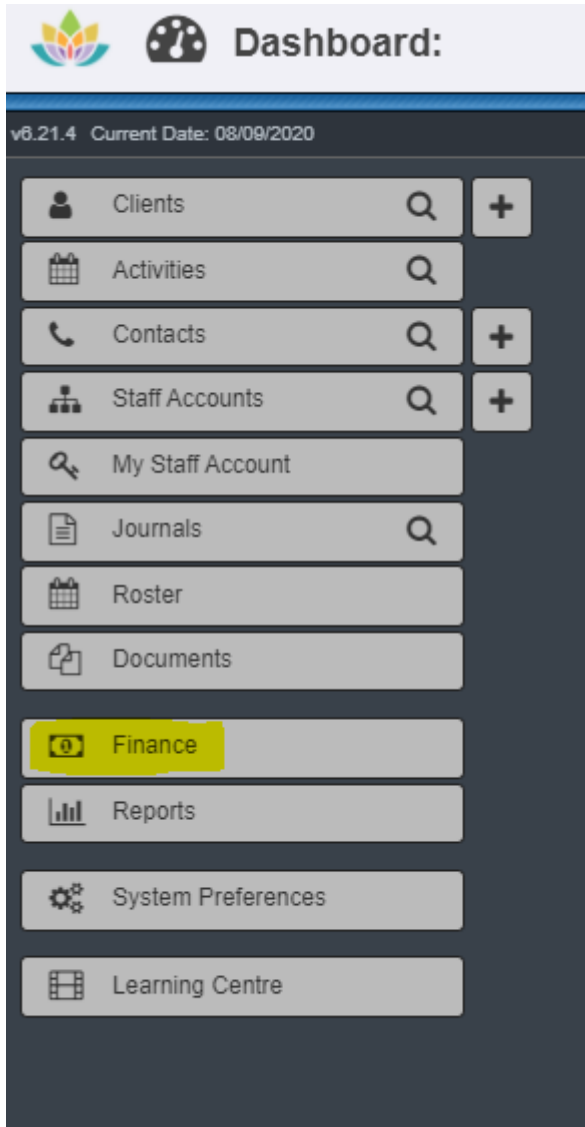 Dashboard:
v6.21.4 Current Date: 08/09/2020
Clients
Activities
Contacts
Staff Accounts
My Staff Account
Journals
Roster
Documents
Finance
Reports
System Preferences
Learning Centre